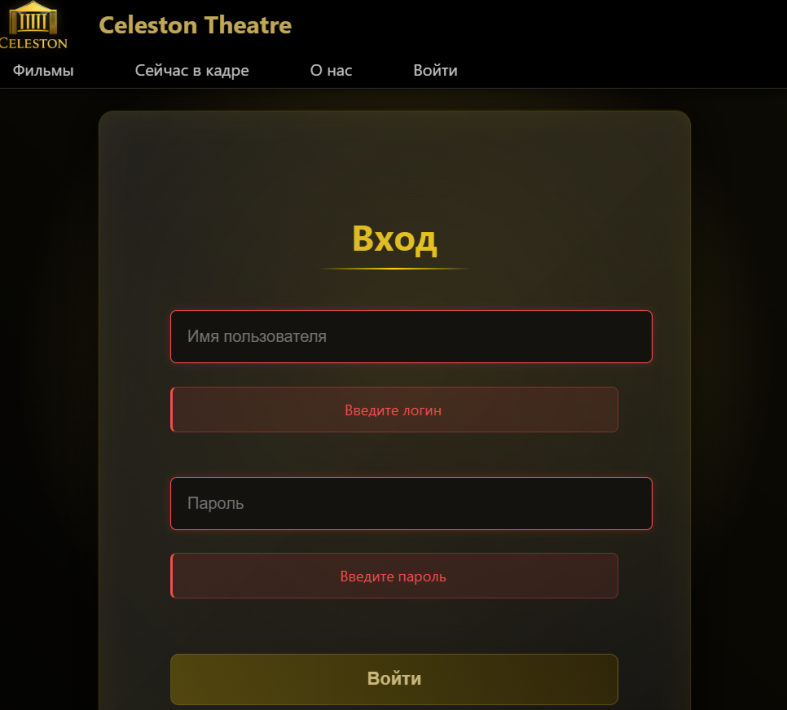 CELESTON
Celeston Theatre
Фильмы Сейчас в кадре О нас Войти
Вход
Имя пользователя
Введите логин
Пароль
Введите пароль
Войти